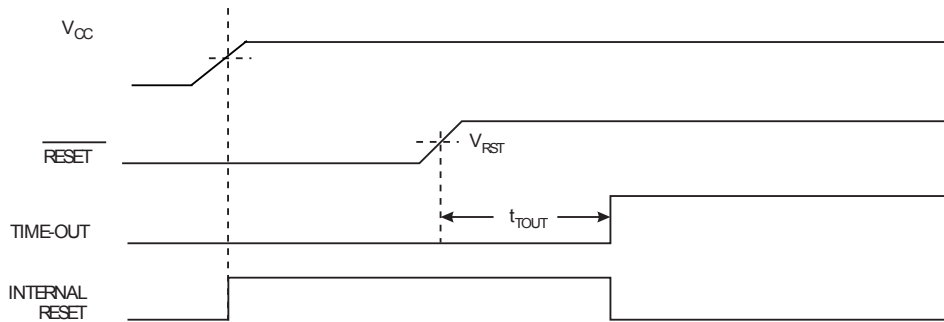 VCC
RESET
VRST
tTOUT
TIME-OUT
INTERNAL
RESET